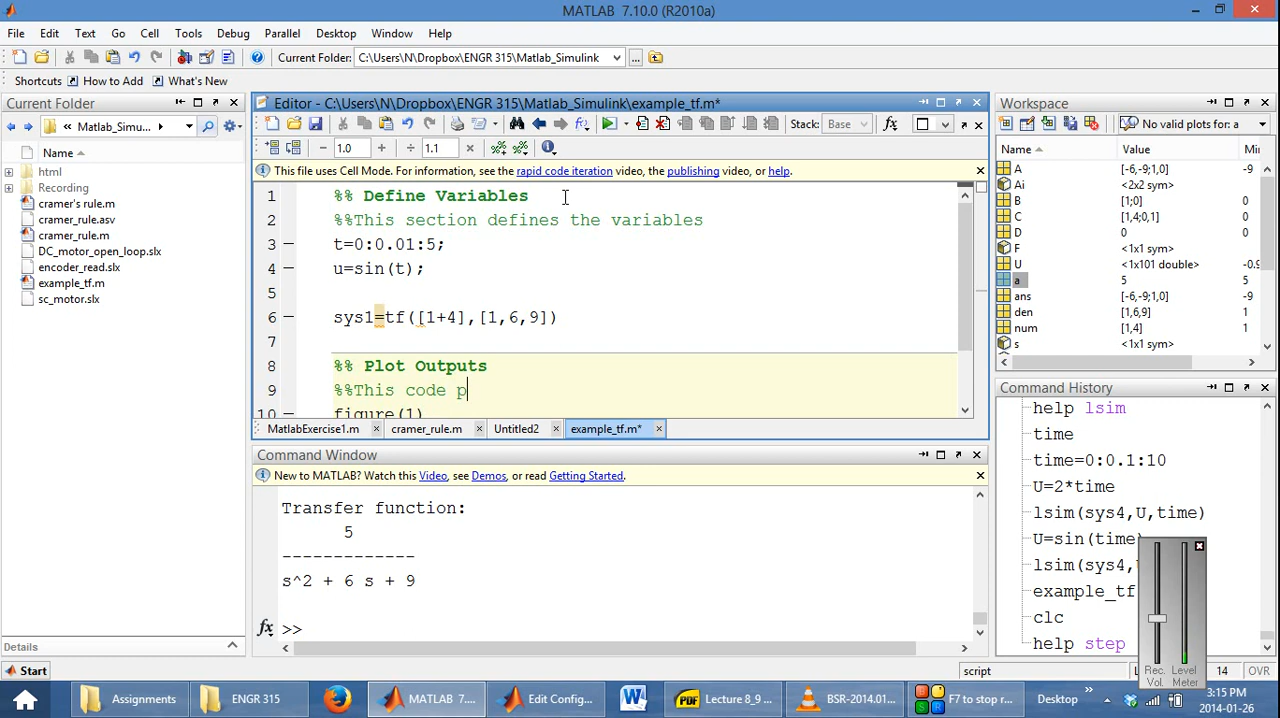 MATLAB 7.10.0 (R2010a)
File Edit Text Go Cell Tools Debug Parallel Desktop Window Help
Current Folder: C:\Users\N\Dropbox\ENGR 315\Matlab_Simulink
Shortcuts How to Add What's New
Current Folder
« Matlab_Simu...
Name
html
Recording
cramer's rule.m
cramer_rule.asv
cramer_rule.m
DC_motor_open_loop.slx
encoder_read.slx
example_tf.m
sc_motor.slx
Details
Editor - C:\Users\N\Dropbox\ENGR 315\Matlab_Simulink\example_tf.m*
Stack: Base
fx
− 1.0 + ÷ 1.1 ×
This file uses Cell Mode. For information, see the rapid code iteration video, the publishing video, or help.
1 %% Define Variables
2 %%This section defines the variables
3 — t=0:0.01:5;
4 — u=sin(t);
5
6 — sys1=tf([1+4],[1,6,9])
7
8 %% Plot Outputs
9 %%This code p
10 — figure(1)
MatlabExercise1.m × cramer_rule.m × Untitled2 × example_tf.m* ×
Command Window
New to MATLAB? Watch this Video, see Demos, or read Getting Started.
Transfer function:
5
-------------
s^2 + 6 s + 9
fx >>
Workspace
No valid plots for: a
Name Value Mi
A [-6,-9;1,0] -9
Ai <2x2 sym>
B [1;0] 0
C [1,4;0,1] 0
D 0 0
F <1x1 sym>
U <1x101 double> -0.9
a 5 5
ans [-6,-9;1,0] -9
den [1,6,9] 1
num [1,4] 1
s <1x1 sym>
Command History
help lsim
time
time=0:0.1:10
U=2*time
lsim(sys4,U,time)
U=sin(time)
lsim(sys4,
example_tf
clc
help step
Rec. Vol.
Level Meter
Start
script
L 14 OVR
Assignments
ENGR 315
MATLAB 7....
Edit Config...
Lecture 8_9 ...
BSR-2014.01...
F7 to stop r...
Desktop »
3:15 PM
2014-01-26